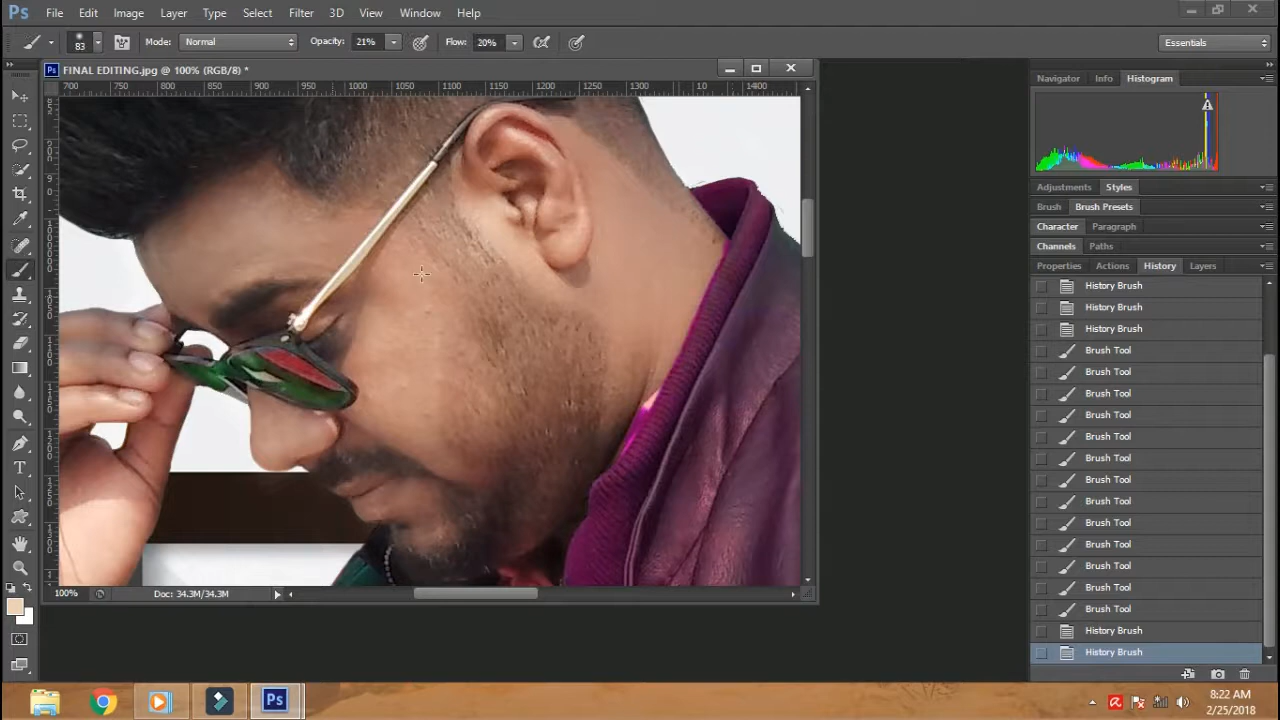 Ps File Edit Image Layer Type Select Filter 3D View Window Help
83 Mode: Normal Opacity: 21% Flow: 20% Essentials
Ps FINAL EDITING.jpg @ 100% (RGB/8) *
700 750 800 850 900 950 1000 1050 1100 1150 1200 1250 1300 1400
Navigator Info Histogram
Adjustments Styles
Brush Brush Presets
Character Paragraph
Channels Paths
Properties Actions History Layers
History Brush
History Brush
History Brush
Brush Tool
Brush Tool
Brush Tool
Brush Tool
Brush Tool
Brush Tool
Brush Tool
Brush Tool
Brush Tool
Brush Tool
Brush Tool
Brush Tool
Brush Tool
History Brush
History Brush
100% Doc: 34.3M/34.3M
Ps
8:22 AM
2/25/2018